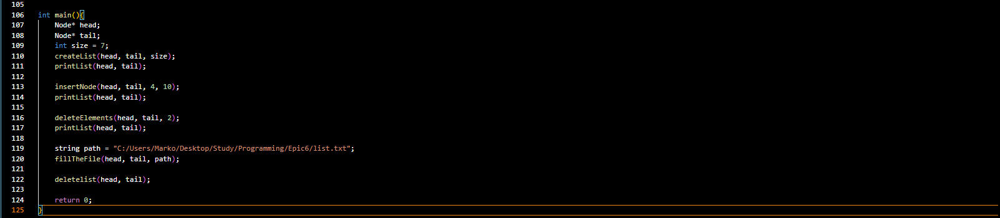 105
106 int main(){
107 Node* head;
108 Node* tail;
109 int size = 7;
110 createList(head, tail, size);
111 printList(head, tail);
112
113 insertNode(head, tail, 4, 10);
114 printList(head, tail);
115
116 deleteElements(head, tail, 2);
117 printList(head, tail);
118
119 string path = "C:/Users/Marko/Desktop/Study/Programming/Epic6/list.txt";
120 fillTheFile(head, tail, path);
121
122 deletelist(head, tail);
123
124 return 0;
125 }